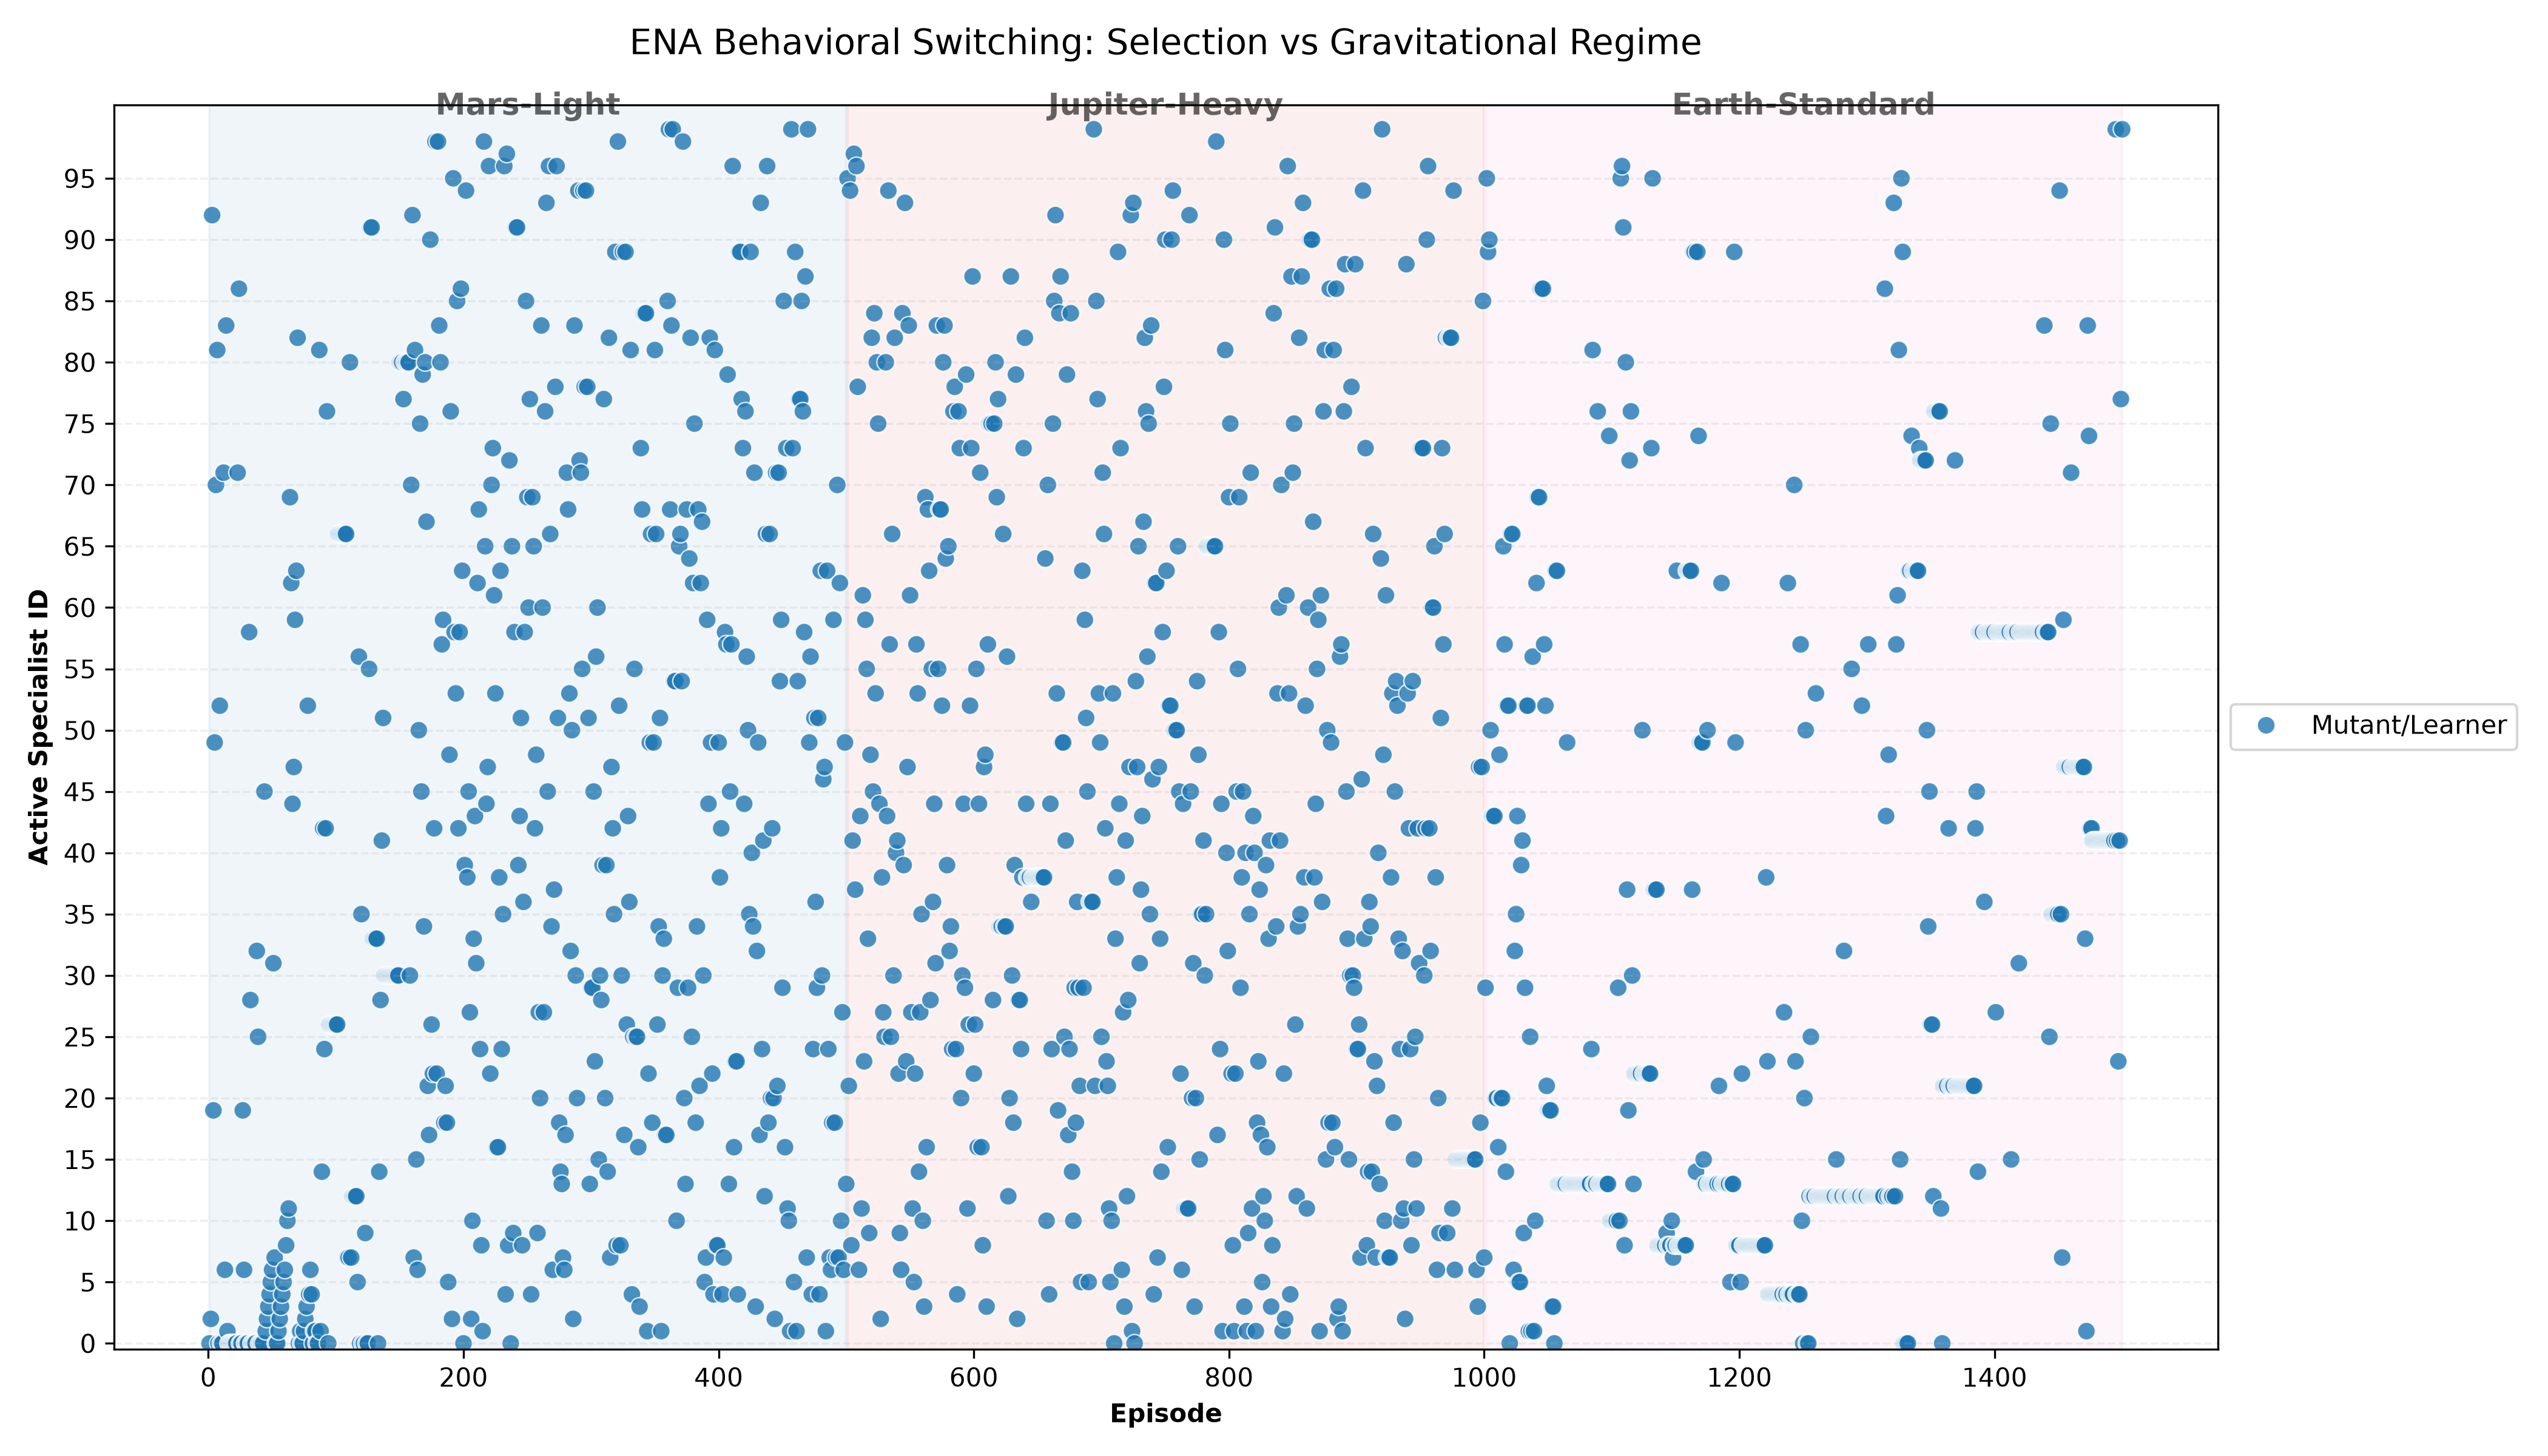 ENA Behavioral Switching: Selection vs Gravitational Regime
Mars-Light
Jupiter-Heavy
Earth-Standard
Active Specialist ID
95
90
85
80
75
70
65
60
55
50
45
40
35
30
25
20
15
10
5
0
Mutant/Learner
0 200 400 600 800 1000 1200 1400
Episode